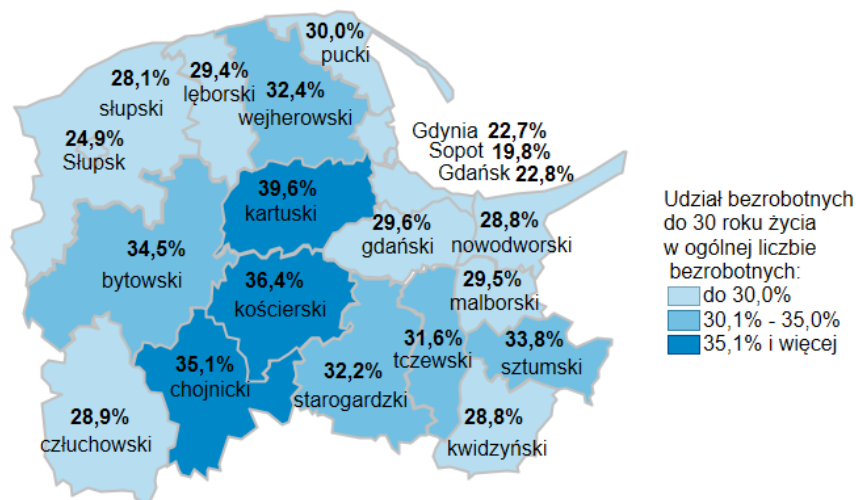 30,0%
pucki
28,1%
słupski
29,4%
lęborski
32,4%
wejherowski
24,9%
Słupsk
Gdynia 22,7%
Sopot 19,8%
Gdańsk 22,8%
39,6%
kartuski
29,6%
gdański
28,8%
nowodworski
34,5%
bytowski
36,4%
kościerski
29,5%
malborski
35,1%
chojnicki
32,2%
starogardzki
31,6%
tczewski
33,8%
sztumski
28,9%
człuchowski
28,8%
kwidzyński
Udział bezrobotnych
do 30 roku życia
w ogólnej liczbie
bezrobotnych:
do 30,0%
30,1% - 35,0%
35,1% i więcej